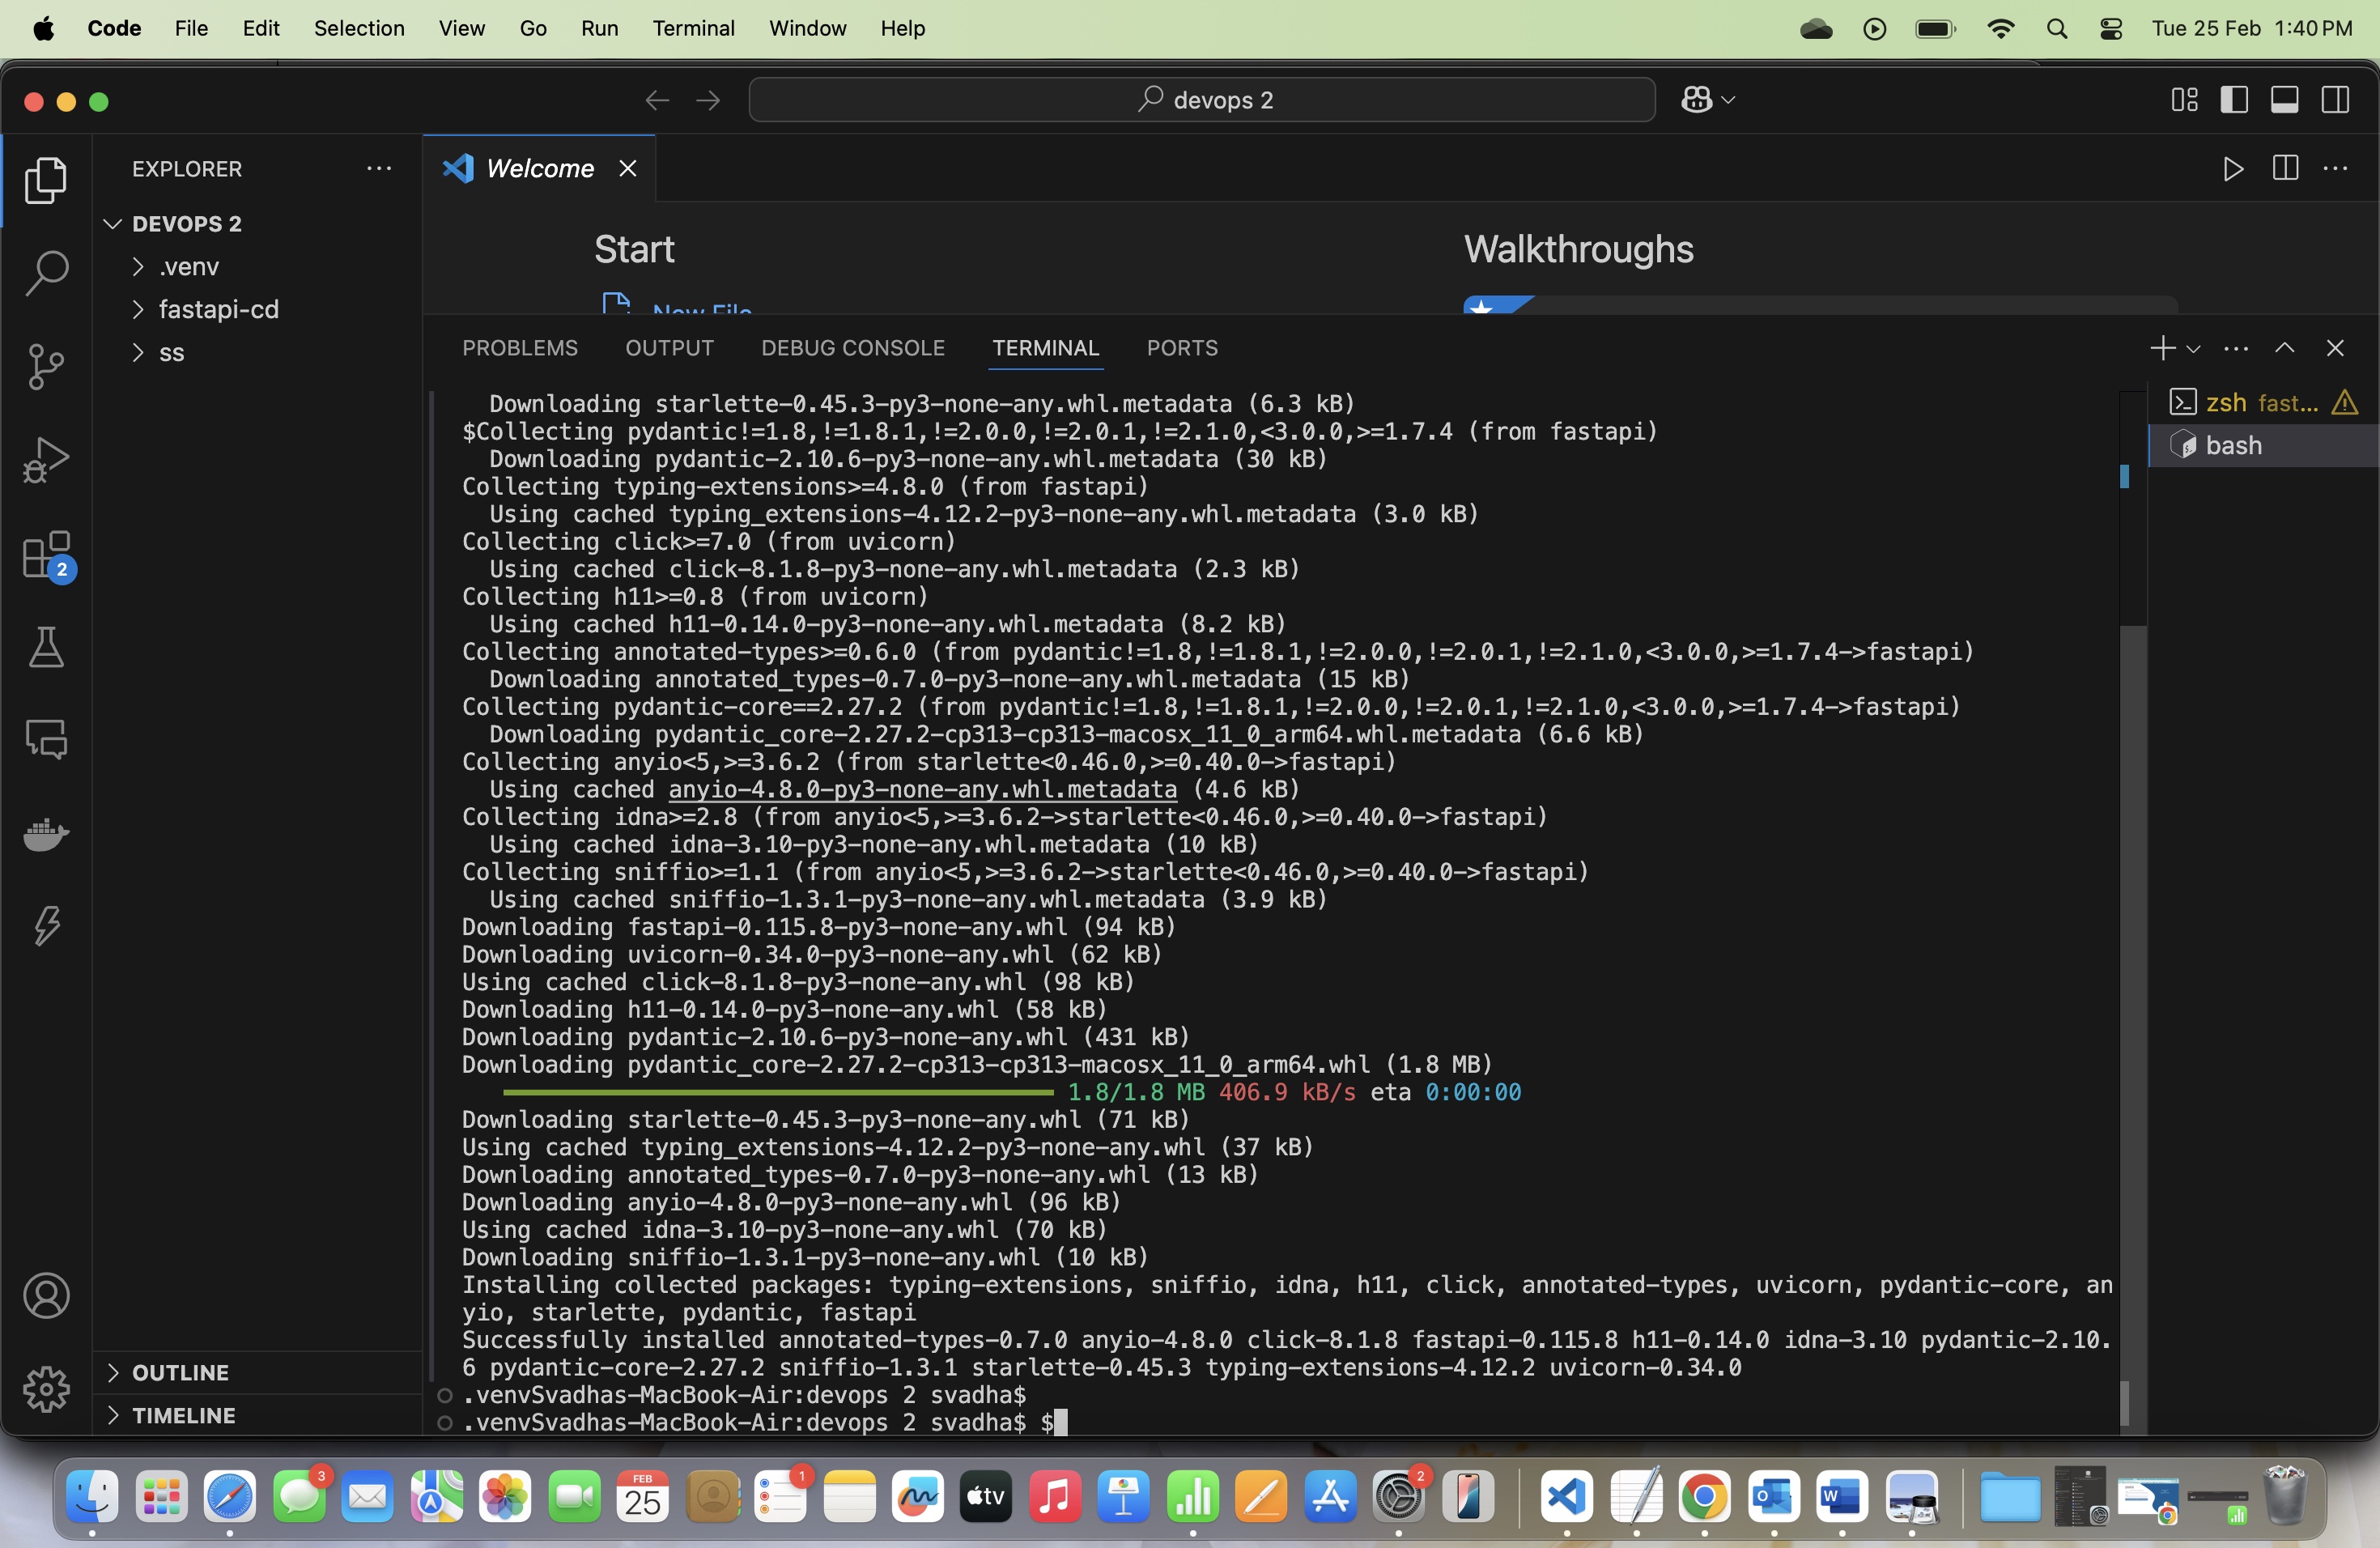 Code File Edit Selection View Go Run Terminal Window Help Tue 25 Feb 1:40 PM
devops 2
EXPLORER
Welcome
DEVOPS 2
.venv
fastapi-cd
ss
Start
Walkthroughs
New File
PROBLEMS OUTPUT DEBUG CONSOLE TERMINAL PORTS
zsh fast...
bash
Downloading starlette-0.45.3-py3-none-any.whl.metadata (6.3 kB)
$Collecting pydantic!=1.8,!=1.8.1,!=2.0.0,!=2.0.1,!=2.1.0,<3.0.0,>=1.7.4 (from fastapi)
Downloading pydantic-2.10.6-py3-none-any.whl.metadata (30 kB)
Collecting typing-extensions>=4.8.0 (from fastapi)
Using cached typing_extensions-4.12.2-py3-none-any.whl.metadata (3.0 kB)
Collecting click>=7.0 (from uvicorn)
Using cached click-8.1.8-py3-none-any.whl.metadata (2.3 kB)
Collecting h11>=0.8 (from uvicorn)
Using cached h11-0.14.0-py3-none-any.whl.metadata (8.2 kB)
Collecting annotated-types>=0.6.0 (from pydantic!=1.8,!=1.8.1,!=2.0.0,!=2.0.1,!=2.1.0,<3.0.0,>=1.7.4->fastapi)
Downloading annotated_types-0.7.0-py3-none-any.whl.metadata (15 kB)
Collecting pydantic-core==2.27.2 (from pydantic!=1.8,!=1.8.1,!=2.0.0,!=2.0.1,!=2.1.0,<3.0.0,>=1.7.4->fastapi)
Downloading pydantic_core-2.27.2-cp313-cp313-macosx_11_0_arm64.whl.metadata (6.6 kB)
Collecting anyio<5,>=3.6.2 (from starlette<0.46.0,>=0.40.0->fastapi)
Using cached anyio-4.8.0-py3-none-any.whl.metadata (4.6 kB)
Collecting idna>=2.8 (from anyio<5,>=3.6.2->starlette<0.46.0,>=0.40.0->fastapi)
Using cached idna-3.10-py3-none-any.whl.metadata (10 kB)
Collecting sniffio>=1.1 (from anyio<5,>=3.6.2->starlette<0.46.0,>=0.40.0->fastapi)
Using cached sniffio-1.3.1-py3-none-any.whl.metadata (3.9 kB)
Downloading fastapi-0.115.8-py3-none-any.whl (94 kB)
Downloading uvicorn-0.34.0-py3-none-any.whl (62 kB)
Using cached click-8.1.8-py3-none-any.whl (98 kB)
Downloading h11-0.14.0-py3-none-any.whl (58 kB)
Downloading pydantic-2.10.6-py3-none-any.whl (431 kB)
Downloading pydantic_core-2.27.2-cp313-cp313-macosx_11_0_arm64.whl (1.8 MB)
1.8/1.8 MB 406.9 kB/s eta 0:00:00
Downloading starlette-0.45.3-py3-none-any.whl (71 kB)
Using cached typing_extensions-4.12.2-py3-none-any.whl (37 kB)
Downloading annotated_types-0.7.0-py3-none-any.whl (13 kB)
Downloading anyio-4.8.0-py3-none-any.whl (96 kB)
Using cached idna-3.10-py3-none-any.whl (70 kB)
Downloading sniffio-1.3.1-py3-none-any.whl (10 kB)
Installing collected packages: typing-extensions, sniffio, idna, h11, click, annotated-types, uvicorn, pydantic-core, an
yio, starlette, pydantic, fastapi
Successfully installed annotated-types-0.7.0 anyio-4.8.0 click-8.1.8 fastapi-0.115.8 h11-0.14.0 idna-3.10 pydantic-2.10.
6 pydantic-core-2.27.2 sniffio-1.3.1 starlette-0.45.3 typing-extensions-4.12.2 uvicorn-0.34.0
.venvSvadhas-MacBook-Air:devops 2 svadha$
.venvSvadhas-MacBook-Air:devops 2 svadha$ $
2
OUTLINE
TIMELINE
3
FEB
25
1
tv
2
O
W